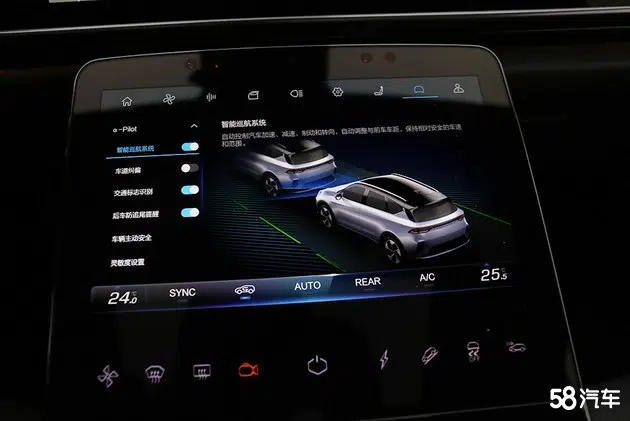 α-Pilot
智能巡航系统
车道纠偏
交通标志识别
后车防追尾提醒
车辆主动安全
灵敏度设置
智能巡航系统
自动控制汽车加速、减速、制动和转向，自动调整与前车车距，保持相对安全的车速
和范围。
24.0℃ SYNC AUTO REAR A/C 25.5℃
58汽车